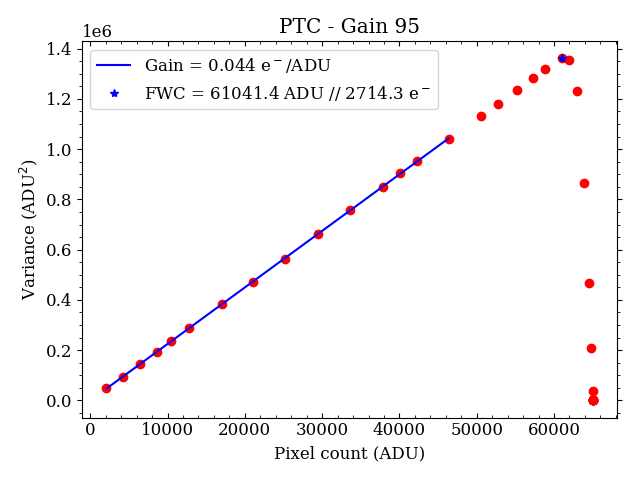 PTC - Gain 95
1e6
Gain = 0.044 e⁻/ADU
FWC = 61041.4 ADU // 2714.3 e⁻
1.4
1.2
1.0
0.8
0.6
0.4
0.2
0.0
Variance (ADU²)
0 10000 20000 30000 40000 50000 60000
Pixel count (ADU)